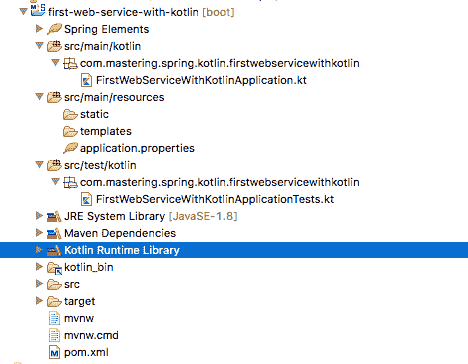 first-web-service-with-kotlin [boot]
Spring Elements
src/main/kotlin
com.mastering.spring.kotlin.firstwebservicewithkotlin
FirstWebServiceWithKotlinApplication.kt
src/main/resources
static
templates
application.properties
src/test/kotlin
com.mastering.spring.kotlin.firstwebservicewithkotlin
FirstWebServiceWithKotlinApplicationTests.kt
JRE System Library [JavaSE-1.8]
Maven Dependencies
Kotlin Runtime Library
kotlin_bin
src
target
mvnw
mvnw.cmd
pom.xml